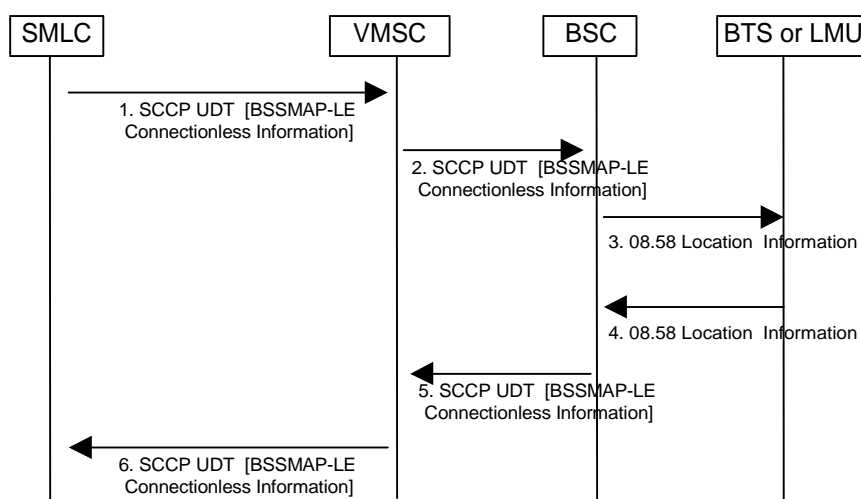 SMLC
VMSC
BSC
BTS or LMU
1. SCCP UDT [BSSMAP-LE
Connectionless Information]
2. SCCP UDT [BSSMAP-LE
Connectionless Information]
3. 08.58 Location Information
4. 08.58 Location Information
5. SCCP UDT [BSSMAP-LE
Connectionless Information]
6. SCCP UDT [BSSMAP-LE
Connectionless Information]